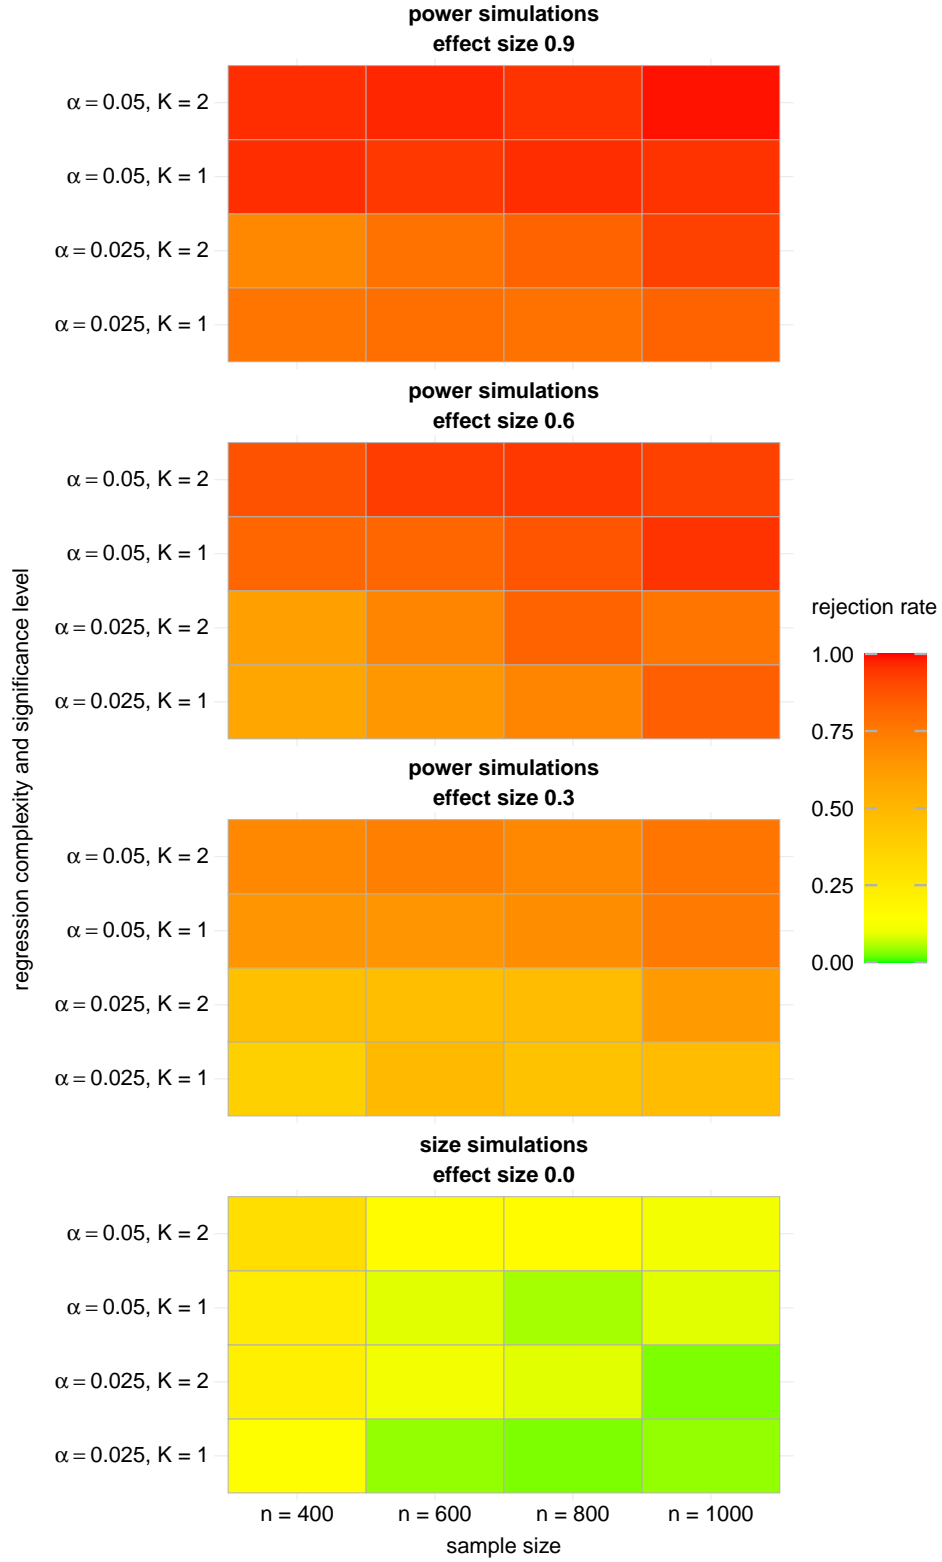 power simulations
effect size 0.9
α = 0.05, K = 2
α = 0.05, K = 1
α = 0.025, K = 2
α = 0.025, K = 1
power simulations
effect size 0.6
α = 0.05, K = 2
α = 0.05, K = 1
α = 0.025, K = 2
α = 0.025, K = 1
power simulations
effect size 0.3
α = 0.05, K = 2
α = 0.05, K = 1
α = 0.025, K = 2
α = 0.025, K = 1
size simulations
effect size 0.0
α = 0.05, K = 2
α = 0.05, K = 1
α = 0.025, K = 2
α = 0.025, K = 1
n = 400 n = 600 n = 800 n = 1000
sample size
regression complexity and significance level
rejection rate
1.00
0.75
0.50
0.25
0.00